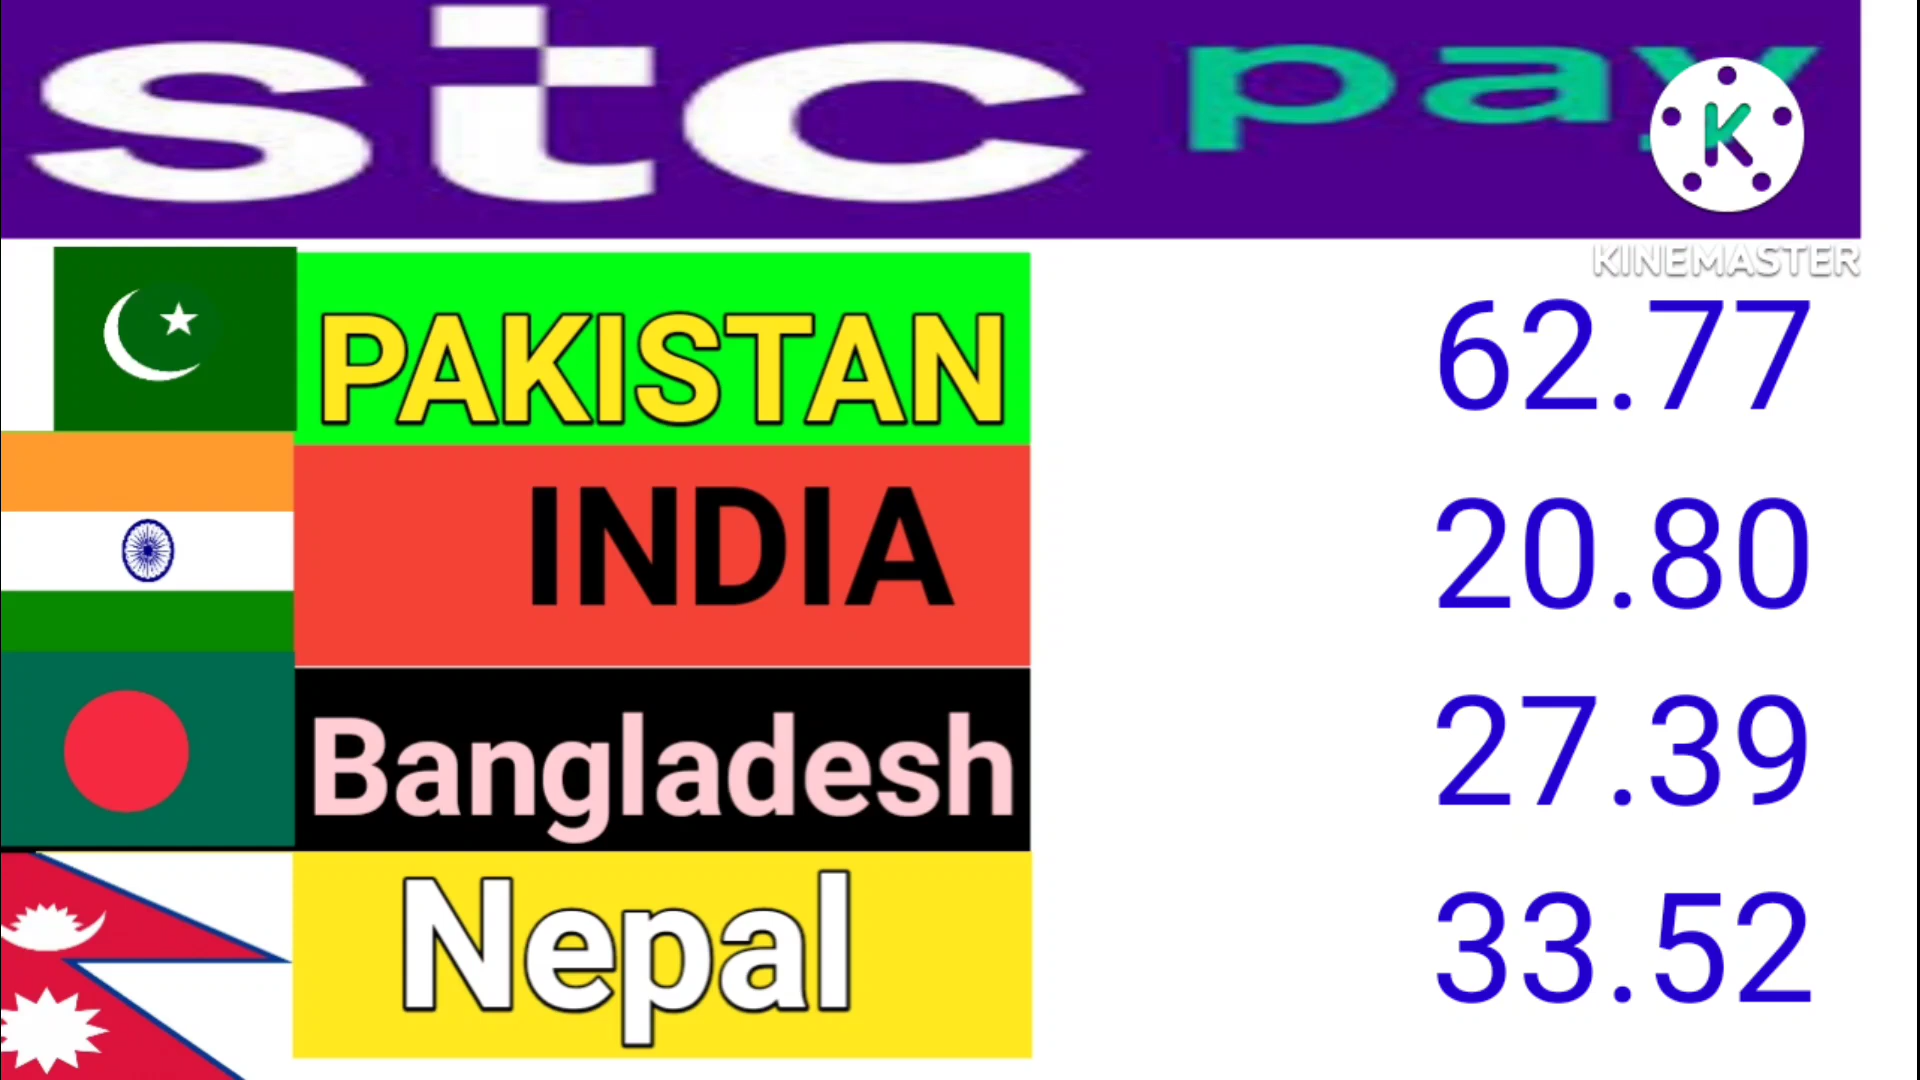 stc pay
K
KINEMASTER
PAKISTAN 62.77
INDIA 20.80
Bangladesh 27.39
Nepal 33.52